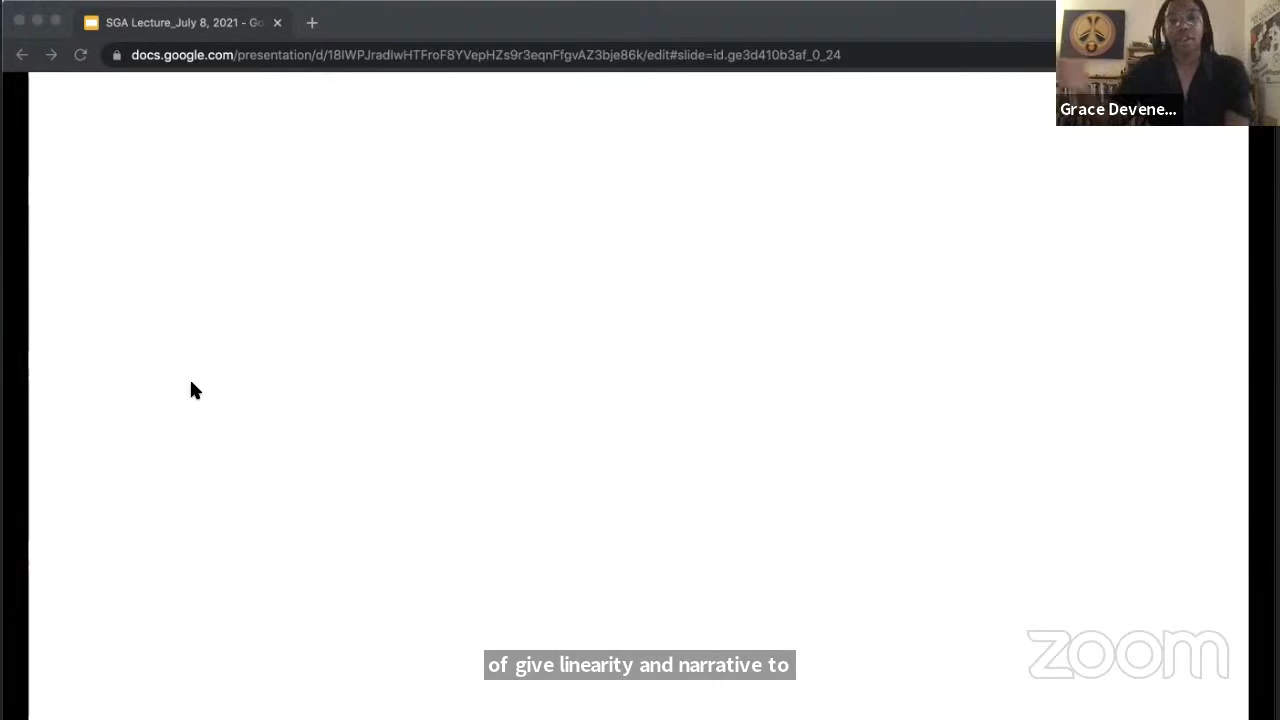 SGA Lecture_July 8, 2021 - Go
docs.google.com/presentation/d/18IWPJradiwHTFroF8YVepHZs9r3eqnFfgvAZ3bje86k/edit#slide=id.ge3d410b3af_0_24
Grace Devene...
of give linearity and narrative to
zoom